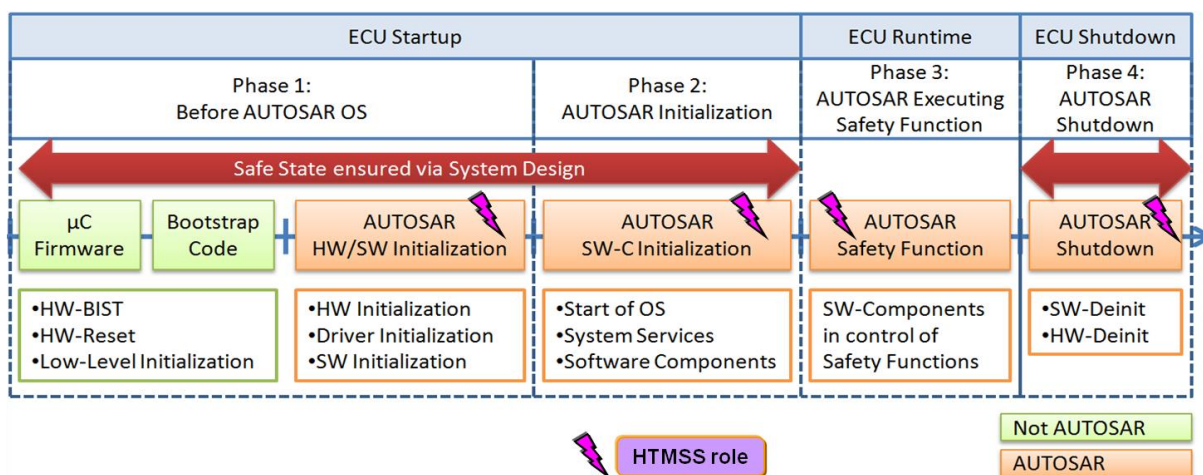 ECU Startup
ECU Runtime
ECU Shutdown
Phase 1:
Before AUTOSAR OS
Phase 2:
AUTOSAR Initialization
Phase 3:
AUTOSAR Executing
Safety Function
Phase 4:
AUTOSAR
Shutdown
Safe State ensured via System Design
µC
Firmware
Bootstrap
Code
AUTOSAR
HW/SW Initialization
AUTOSAR
SW-C Initialization
AUTOSAR
Safety Function
AUTOSAR
Shutdown
•HW-BIST
•HW-Reset
•Low-Level Initialization
•HW Initialization
•Driver Initialization
•SW Initialization
•Start of OS
•System Services
•Software Components
SW-Components
in control of
Safety Functions
•SW-Deinit
•HW-Deinit
HTMSS role
Not AUTOSAR
AUTOSAR